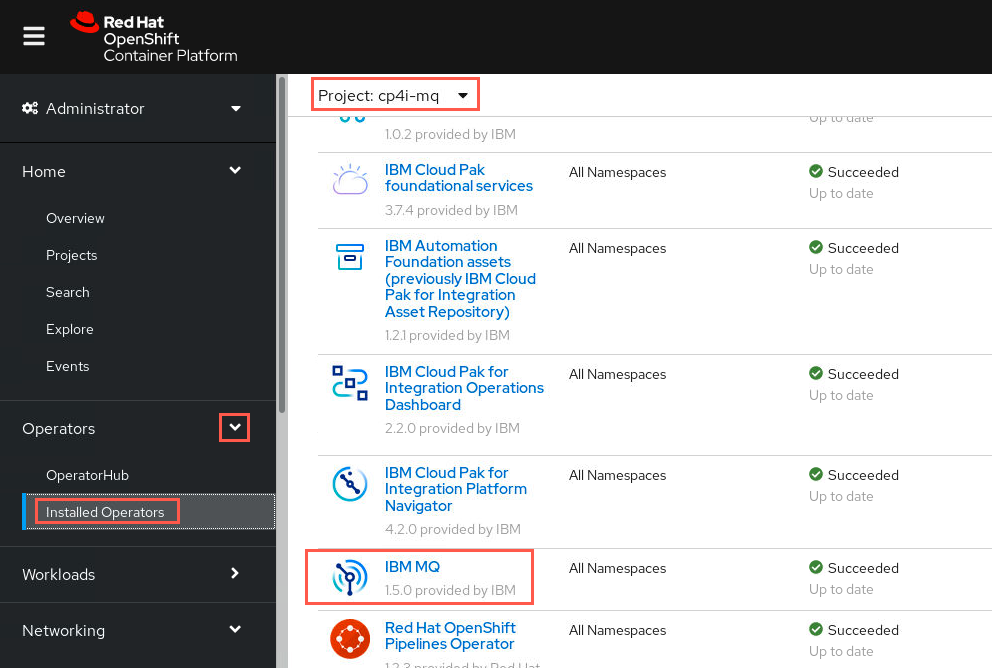 Red Hat
OpenShift
Container Platform
Administrator
Home
Overview
Projects
Search
Explore
Events
Operators
OperatorHub
Installed Operators
Workloads
Networking
Project: cp4i-mq
1.0.2 provided by IBM
Up to date
IBM Cloud Pak
foundational services
3.7.4 provided by IBM
All Namespaces
Succeeded
Up to date
IBM Automation
Foundation assets
(previously IBM Cloud
Pak for Integration
Asset Repository)
1.2.1 provided by IBM
All Namespaces
Succeeded
Up to date
IBM Cloud Pak for
Integration Operations
Dashboard
2.2.0 provided by IBM
All Namespaces
Succeeded
Up to date
IBM Cloud Pak for
Integration Platform
Navigator
4.2.0 provided by IBM
All Namespaces
Succeeded
Up to date
IBM MQ
1.5.0 provided by IBM
All Namespaces
Succeeded
Up to date
Red Hat OpenShift
Pipelines Operator
1.2.3 provided by Red Hat
All Namespaces
Succeeded
Up to date